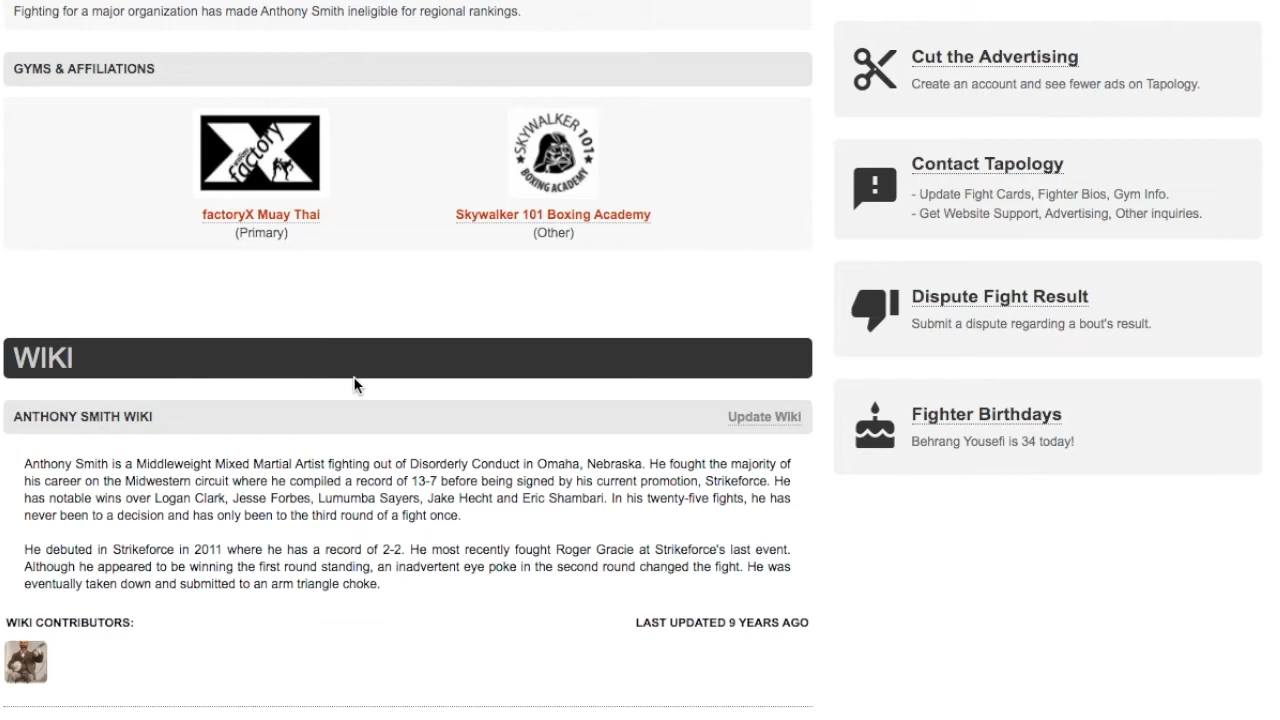 Fighting for a major organization has made Anthony Smith ineligible for regional rankings.
GYMS & AFFILIATIONS
factory
X
SKYWALKER 101
BOXING ACADEMY
factoryX Muay Thai
(Primary)
Skywalker 101 Boxing Academy
(Other)
WIKI
ANTHONY SMITH WIKI
Update Wiki
Anthony Smith is a Middleweight Mixed Martial Artist fighting out of Disorderly Conduct in Omaha, Nebraska. He fought the majority of
his career on the Midwestern circuit where he compiled a record of 13-7 before being signed by his current promotion, Strikeforce. He
has notable wins over Logan Clark, Jesse Forbes, Lumumba Sayers, Jake Hecht and Eric Shambari. In his twenty-five fights, he has
never been to a decision and has only been to the third round of a fight once.
He debuted in Strikeforce in 2011 where he has a record of 2-2. He most recently fought Roger Gracie at Strikeforce's last event.
Although he appeared to be winning the first round standing, an inadvertent eye poke in the second round changed the fight. He was
eventually taken down and submitted to an arm triangle choke.
WIKI CONTRIBUTORS:
LAST UPDATED 9 YEARS AGO
Cut the Advertising
Create an account and see fewer ads on Tapology.
Contact Tapology
- Update Fight Cards, Fighter Bios, Gym Info.
- Get Website Support, Advertising, Other inquiries.
Dispute Fight Result
Submit a dispute regarding a bout's result.
Fighter Birthdays
Behrang Yousefi is 34 today!